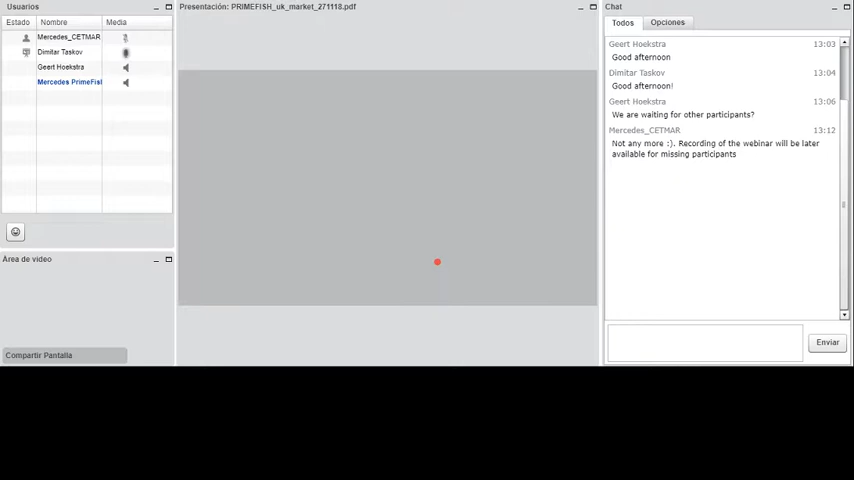 Usuarios
Estado Nombre Media
Mercedes_CETMAR
Dimitar Taskov
Geert Hoekstra
Mercedes PrimeFisl
Área de video
Compartir Pantalla
Presentación: PRIMEFISH_uk_market_271118.pdf
Chat
Todos Opciones
Geert Hoekstra 13:03
Good afternoon
Dimitar Taskov 13:04
Good afternoon!
Geert Hoekstra 13:06
We are waiting for other participants?
Mercedes_CETMAR 13:12
Not any more :). Recording of the webinar will be later
available for missing participants
Enviar